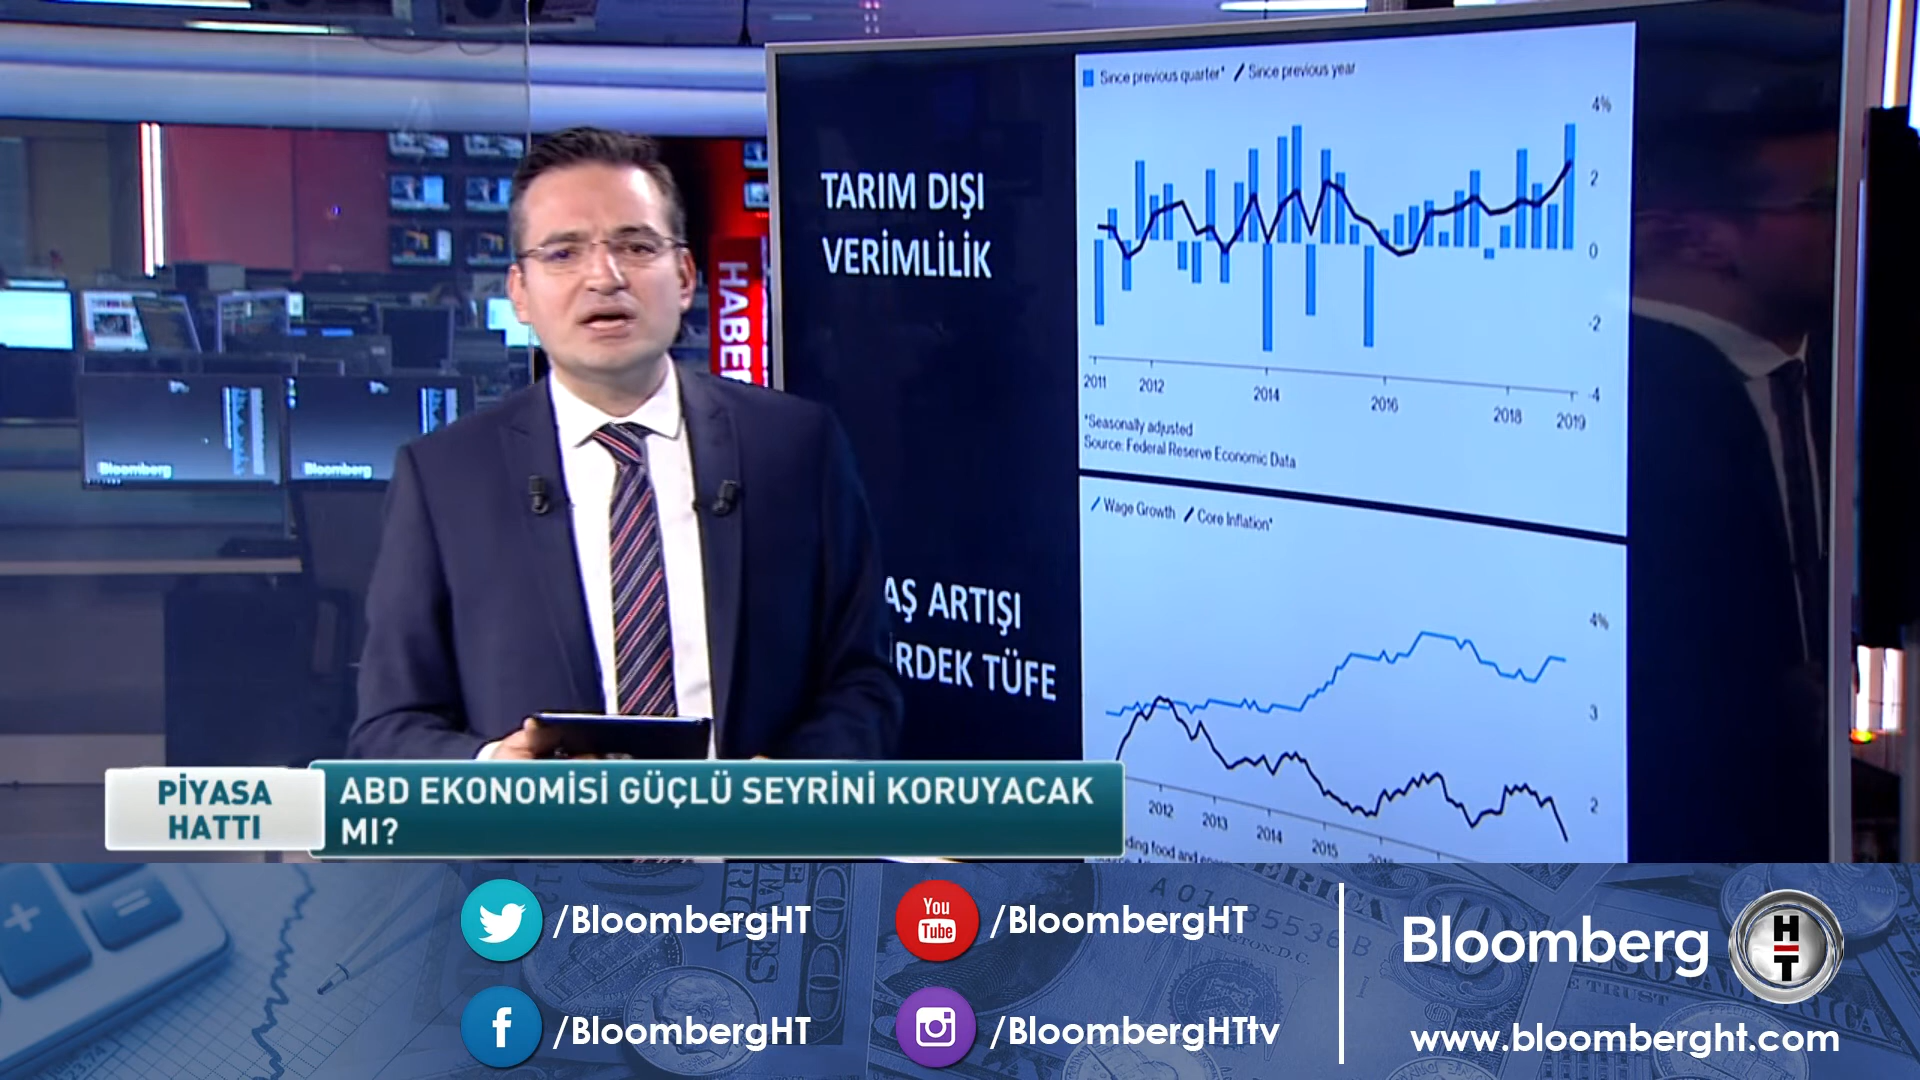 Since previous quarter* Since previous year
4%
2
0
-2
-4
2011 2012 2014 2016 2018 2019
*Seasonally adjusted
Source: Federal Reserve Economic Data
TARIM DIŞI
VERİMLİLİK
HABER
Wage Growth Core Inflation*
4%
3
2
2012 2013 2014 2015
AŞ ARTIŞI
RDEK TÜFE
Bloomberg
Bloomberg
PİYASA
HATTI
ABD EKONOMİSİ GÜÇLÜ SEYRİNİ KORUYACAK
MI?
/BloombergHT
You
Tube
/BloombergHT
/BloombergHT
/BloombergHTtv
Bloomberg
HT
www.bloomberght.com